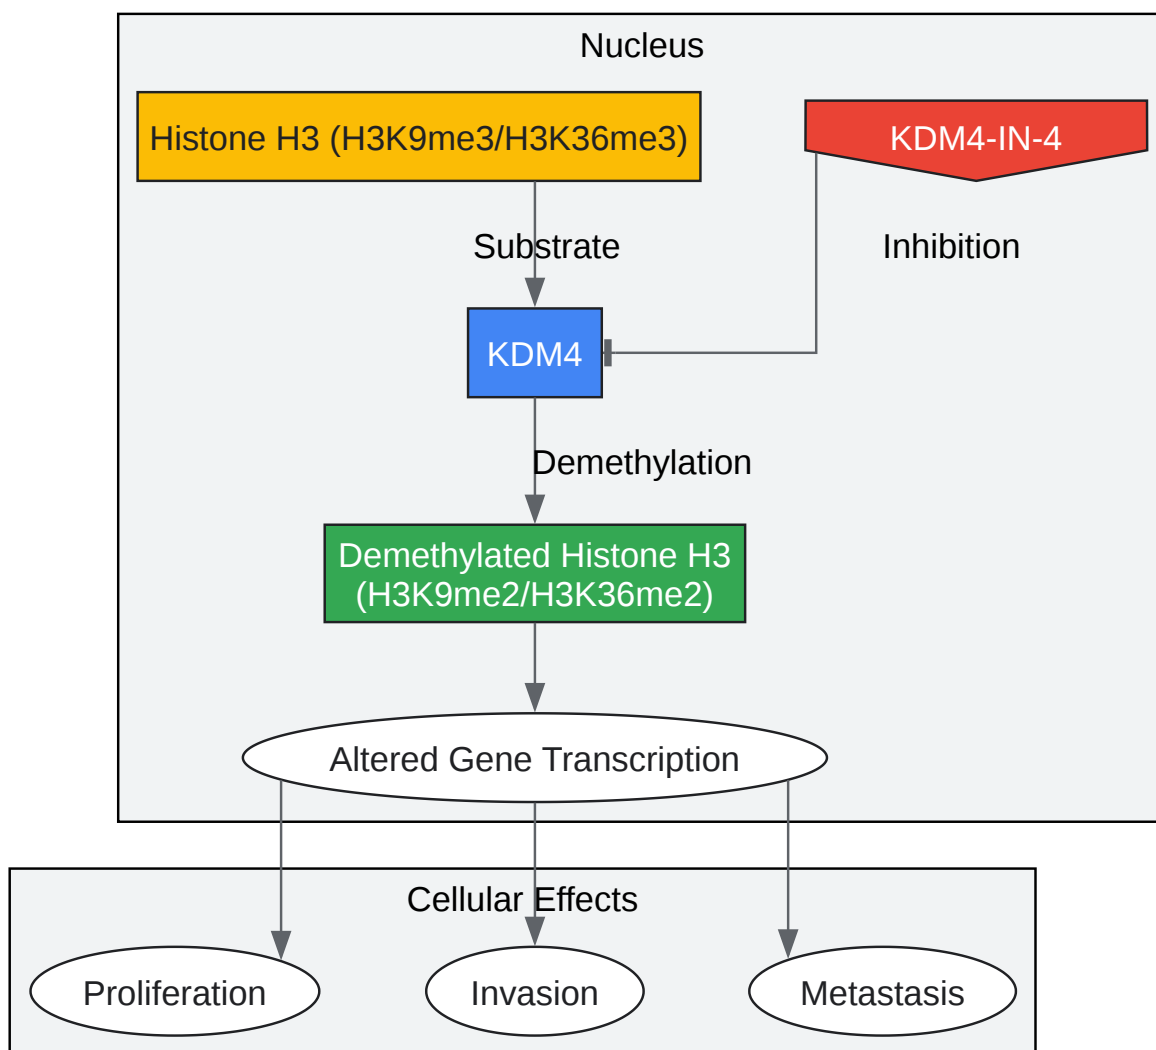 Nucleus
Histone H3 (H3K9me3/H3K36me3)
KDM4-IN-4
Substrate
Inhibition
KDM4
Demethylation
Demethylated Histone H3
(H3K9me2/H3K36me2)
Altered Gene Transcription
Cellular Effects
Proliferation
Invasion
Metastasis